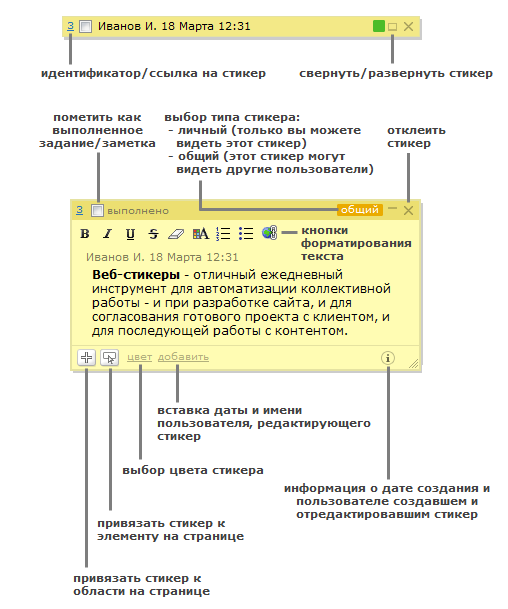 3 Иванов И. 18 Марта 12:31
идентификатор/ссылка на стикер
свернуть/развернуть стикер
пометить как
выполненное
задание/заметка
выбор типа стикера:
- личный (только вы можете
видеть этот стикер)
- общий (этот стикер могут
видеть другие пользователи)
отклеить
стикер
3 выполнено общий
B I U S A
кнопки
форматирования
текста
Иванов И. 18 Марта 12:31
Веб-стикеры - отличный ежедневный
инструмент для автоматизации коллективной
работы - и при разработке сайта, и для
согласования готового проекта с клиентом, и
для последующей работы с контентом.
цвет добавить
вставка даты и имени
пользователя, редактирующего
стикер
выбор цвета стикера
информация о дате создания и
пользователе создавшем и
отредактировавшим стикер
привязать стикер к
элементу на странице
привязать стикер к
области на странице